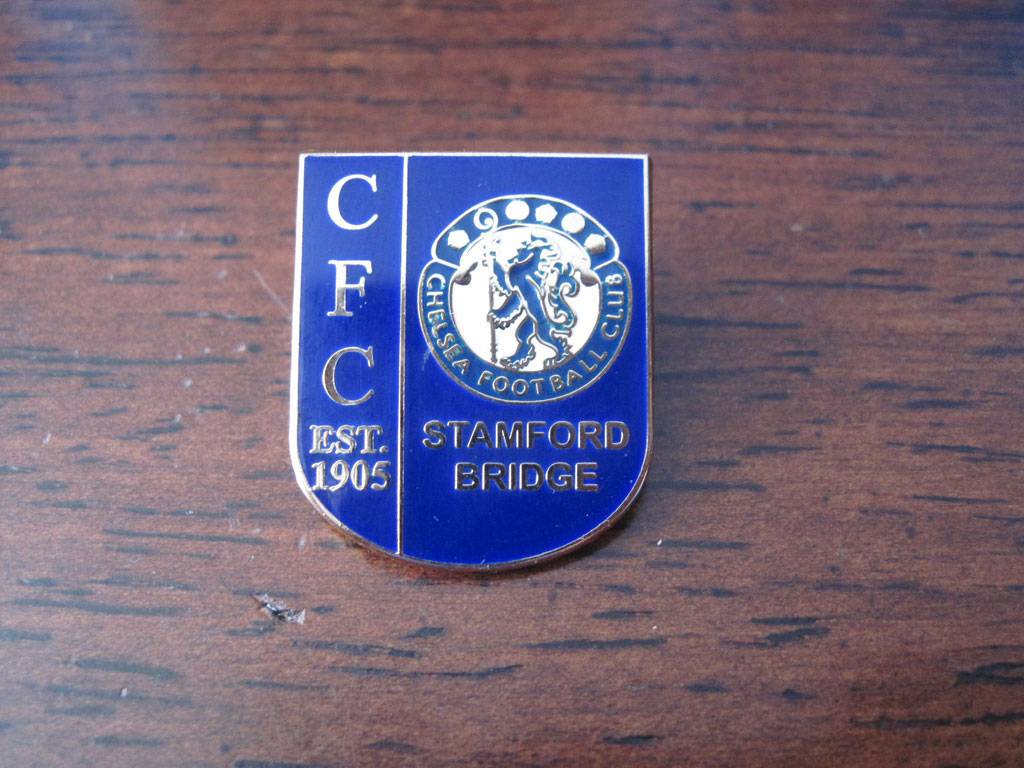 C
F
C
EST.
1905
CHELSEA FOOTBALL CLUB
STAMFORD
BRIDGE